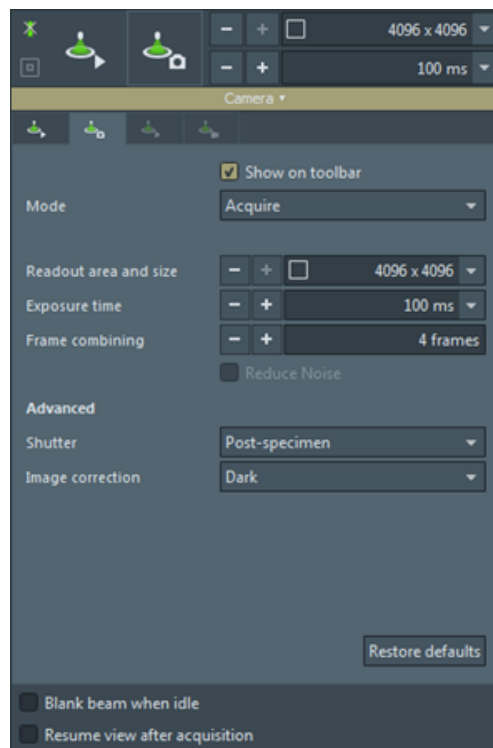 4096 x 4096
100 ms
Camera
Show on toolbar
Mode Acquire
Readout area and size 4096 x 4096
Exposure time 100 ms
Frame combining 4 frames
Reduce Noise
Advanced
Shutter Post-specimen
Image correction Dark
Restore defaults
Blank beam when idle
Resume view after acquisition